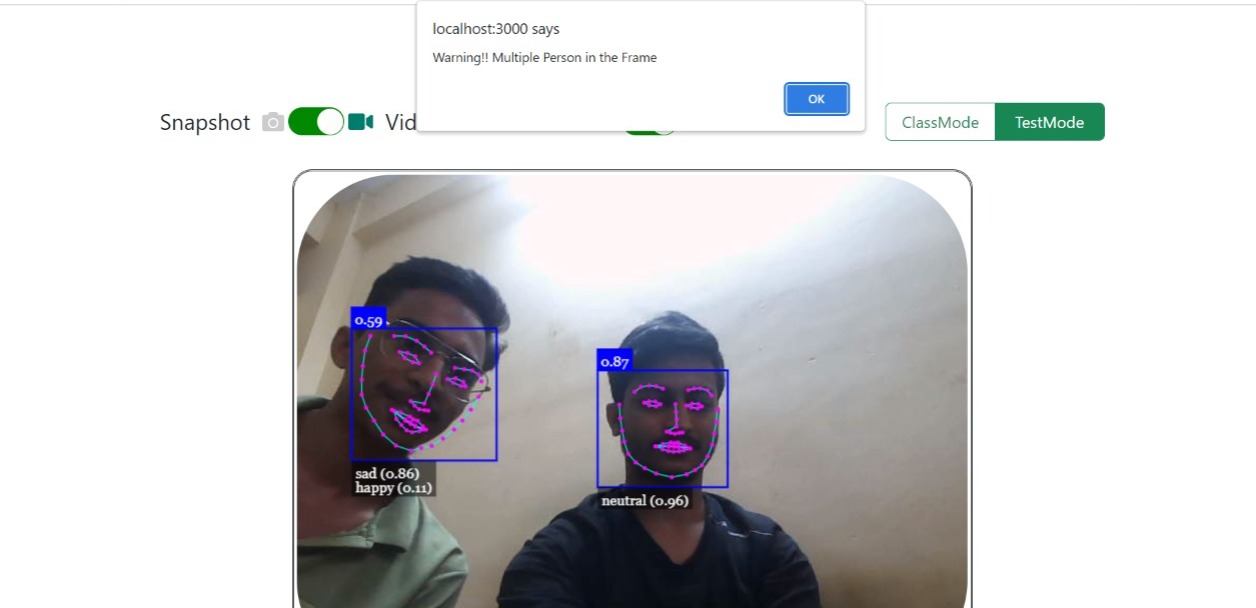 localhost:3000 says
Warning!! Multiple Person in the Frame
OK
Snapshot
Vid
ClassMode
TestMode
0.59
0.87
sad (0.86)
happy (0.11)
neutral (0.96)